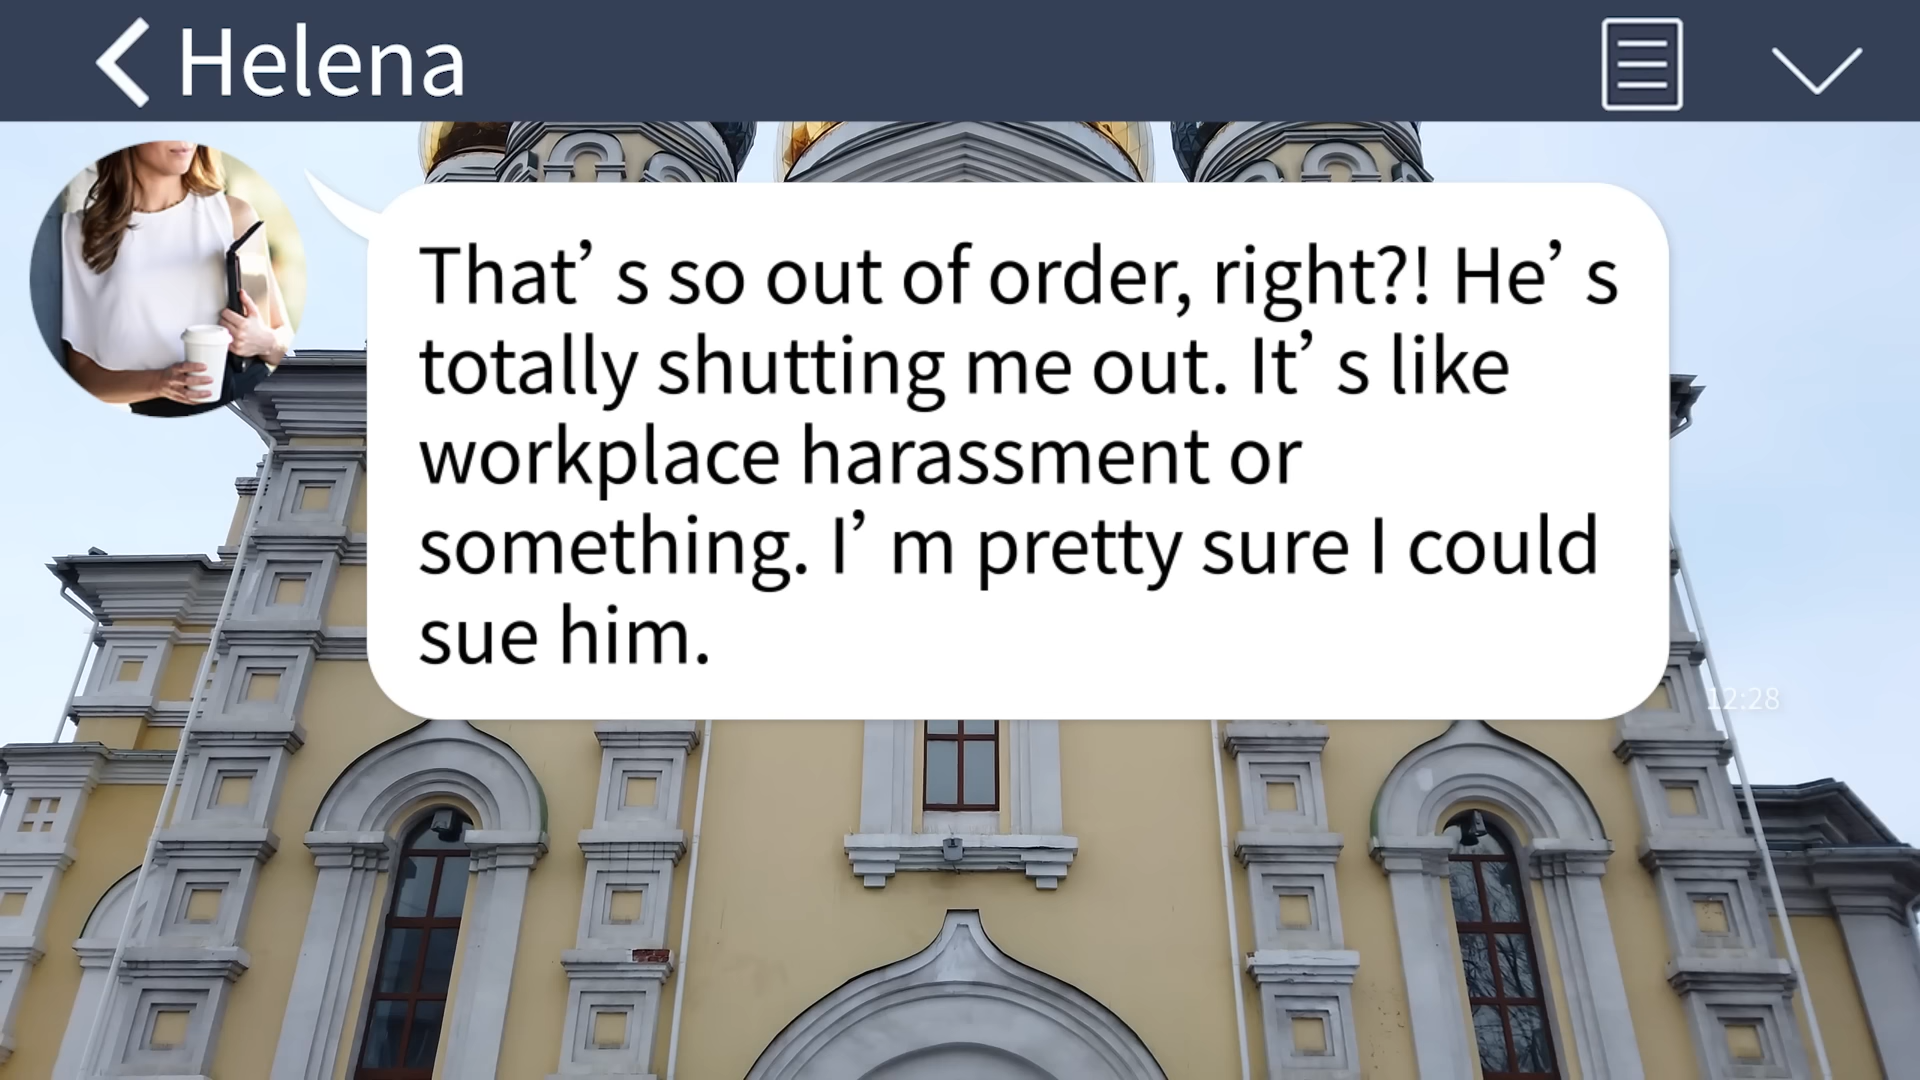 Helena
That’s so out of order, right?! He’s
totally shutting me out. It’s like
workplace harassment or
something. I’m pretty sure I could
sue him.
12:28